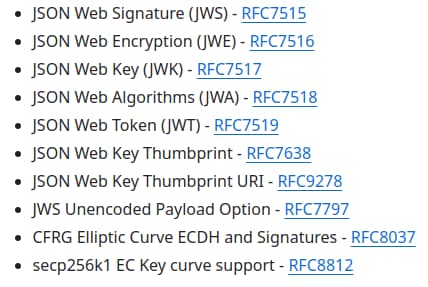 • JSON Web Signature (JWS) - RFC7515
• JSON Web Encryption (JWE) - RFC7516
• JSON Web Key (JWK) - RFC7517
• JSON Web Algorithms (JWA) - RFC7518
• JSON Web Token (JWT) - RFC7519
• JSON Web Key Thumbprint - RFC7638
• JSON Web Key Thumbprint URI - RFC9278
• JWS Unencoded Payload Option - RFC7797
• CFRG Elliptic Curve ECDH and Signatures - RFC8037
• secp256k1 EC Key curve support - RFC8812